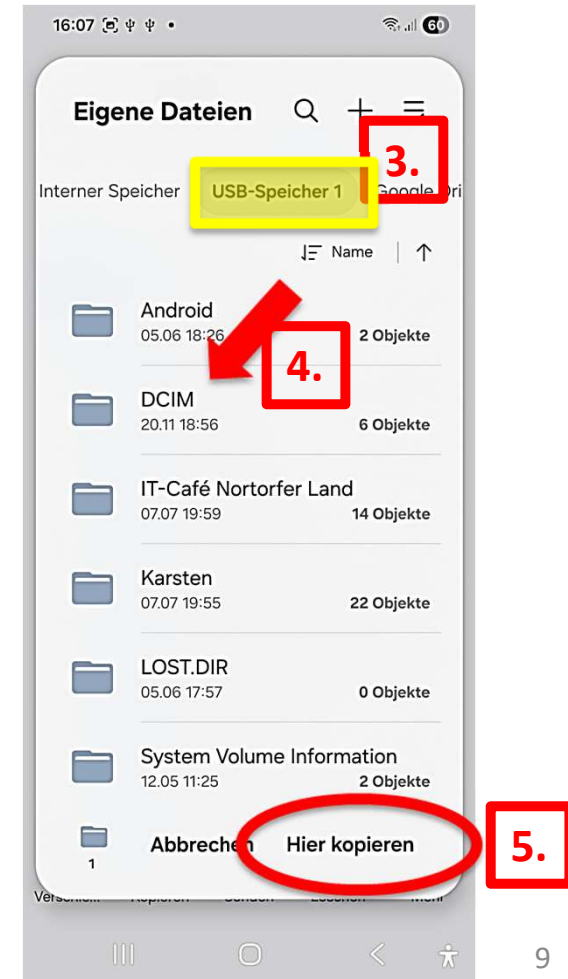 16:07
60
Eigene Dateien
3.
Interner Speicher USB-Speicher 1 Google Dri
Name
Android
05.06 18:26 2 Objekte
4.
DCIM
20.11 18:56 6 Objekte
IT-Café Nortorfer Land
07.07 19:59 14 Objekte
Karsten
07.07 19:55 22 Objekte
LOST.DIR
05.06 17:57 0 Objekte
System Volume Information
12.05 11:25 2 Objekte
1 Abbrechen Hier kopieren
5.
9